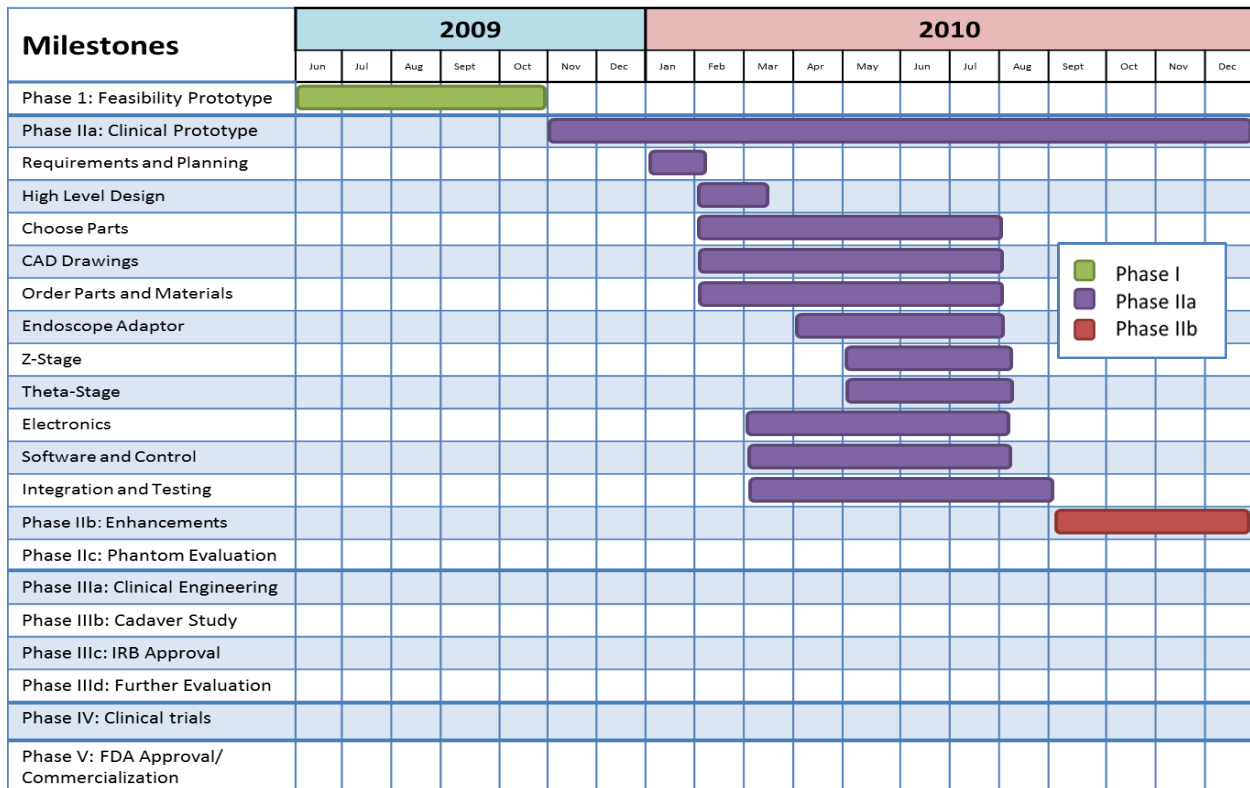 Milestones
2009
2010
Jun Jul Aug Sept Oct Nov Dec Jan Feb Mar Apr May Jun Jul Aug Sept Oct Nov Dec
Phase 1: Feasibility Prototype
Phase IIa: Clinical Prototype
Requirements and Planning
High Level Design
Choose Parts
CAD Drawings
Order Parts and Materials
Endoscope Adaptor
Z-Stage
Theta-Stage
Electronics
Software and Control
Integration and Testing
Phase IIb: Enhancements
Phase IIc: Phantom Evaluation
Phase IIIa: Clinical Engineering
Phase IIIb: Cadaver Study
Phase IIIc: IRB Approval
Phase IIId: Further Evaluation
Phase IV: Clinical trials
Phase V: FDA Approval/
Commercialization
Phase I
Phase IIa
Phase IIb